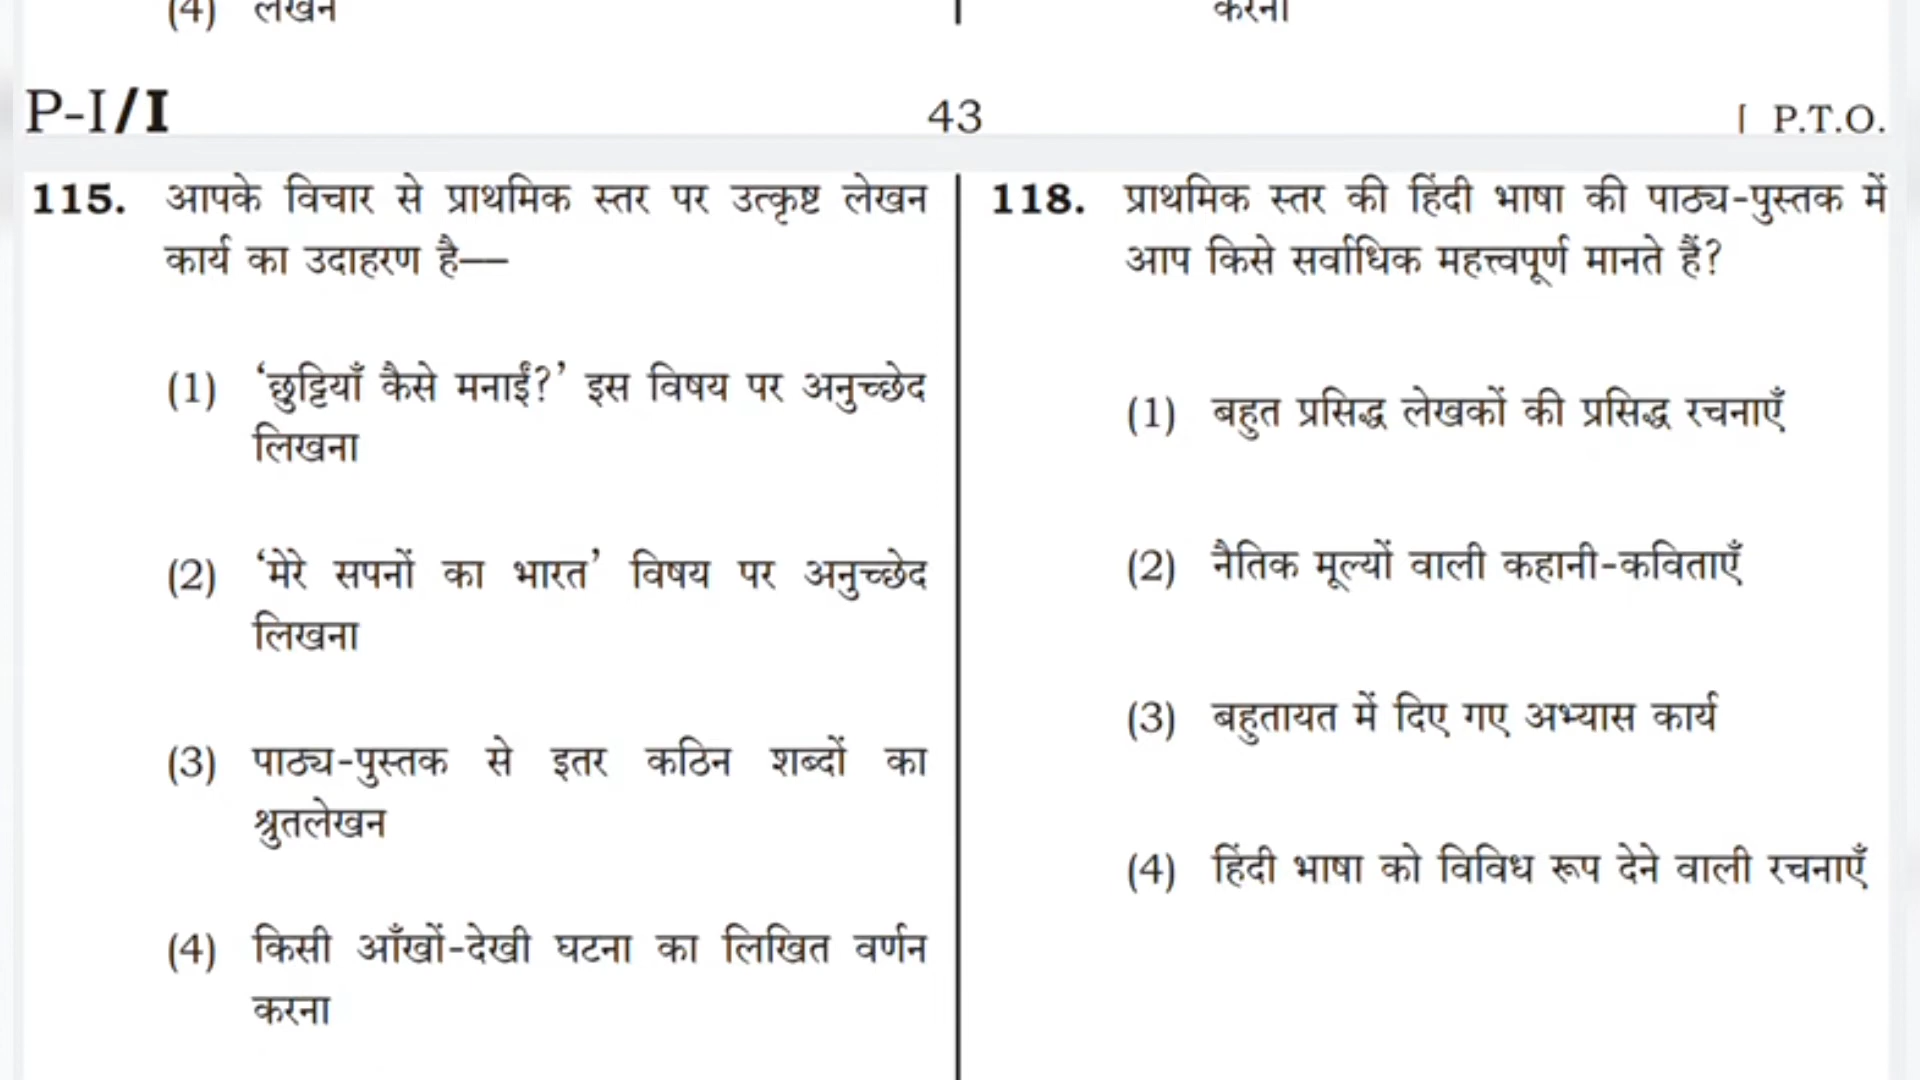 (4) लेखन
करना
P-I/I 43 [ P.T.O.
115. आपके विचार से प्राथमिक स्तर पर उत्कृष्ट लेखन
कार्य का उदाहरण है—
(1) ‘छुट्टियाँ कैसे मनाईं?’ इस विषय पर अनुच्छेद
लिखना
(2) ‘मेरे सपनों का भारत’ विषय पर अनुच्छेद
लिखना
(3) पाठ्य-पुस्तक से इतर कठिन शब्दों का
श्रुतलेखन
(4) किसी आँखों-देखी घटना का लिखित वर्णन
करना
118. प्राथमिक स्तर की हिंदी भाषा की पाठ्य-पुस्तक में
आप किसे सर्वाधिक महत्त्वपूर्ण मानते हैं?
(1) बहुत प्रसिद्ध लेखकों की प्रसिद्ध रचनाएँ
(2) नैतिक मूल्यों वाली कहानी-कविताएँ
(3) बहुतायत में दिए गए अभ्यास कार्य
(4) हिंदी भाषा को विविध रूप देने वाली रचनाएँ